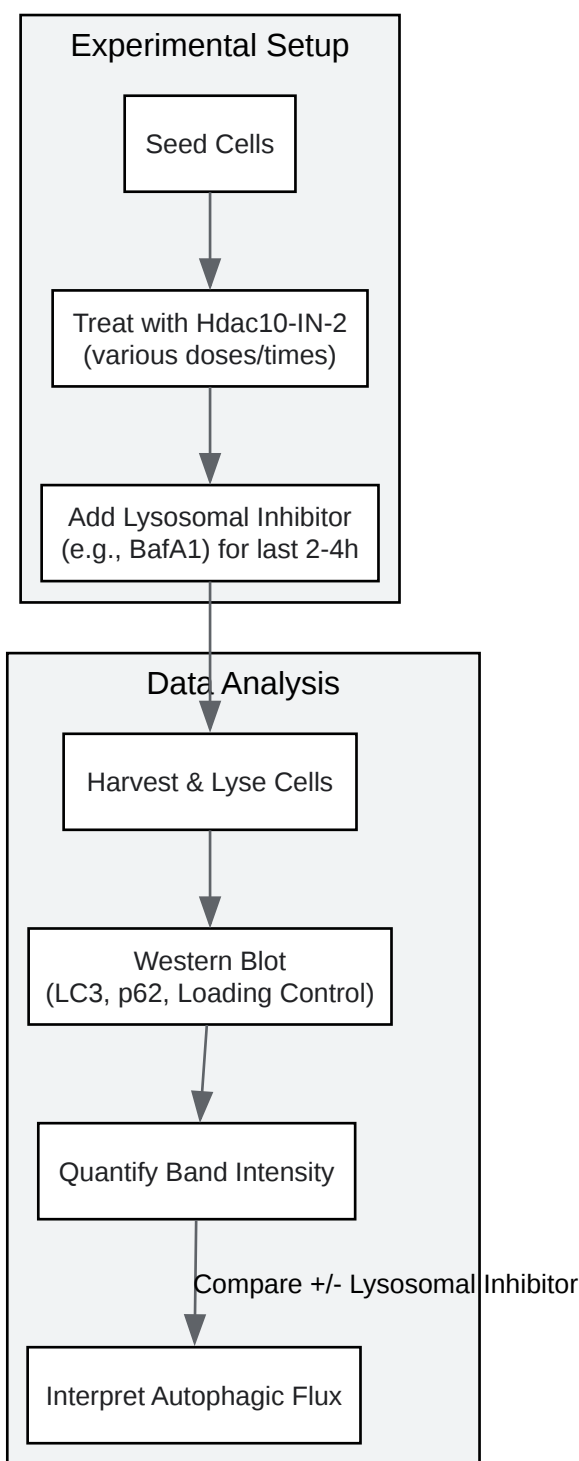 Experimental Setup
Seed Cells
Treat with Hdac10-IN-2
(various doses/times)
Add Lysosomal Inhibitor
(e.g., BafA1) for last 2-4h
Data Analysis
Harvest & Lyse Cells
Western Blot
(LC3, p62, Loading Control)
Quantify Band Intensity
Compare +/- Lysosomal Inhibitor
Interpret Autophagic Flux